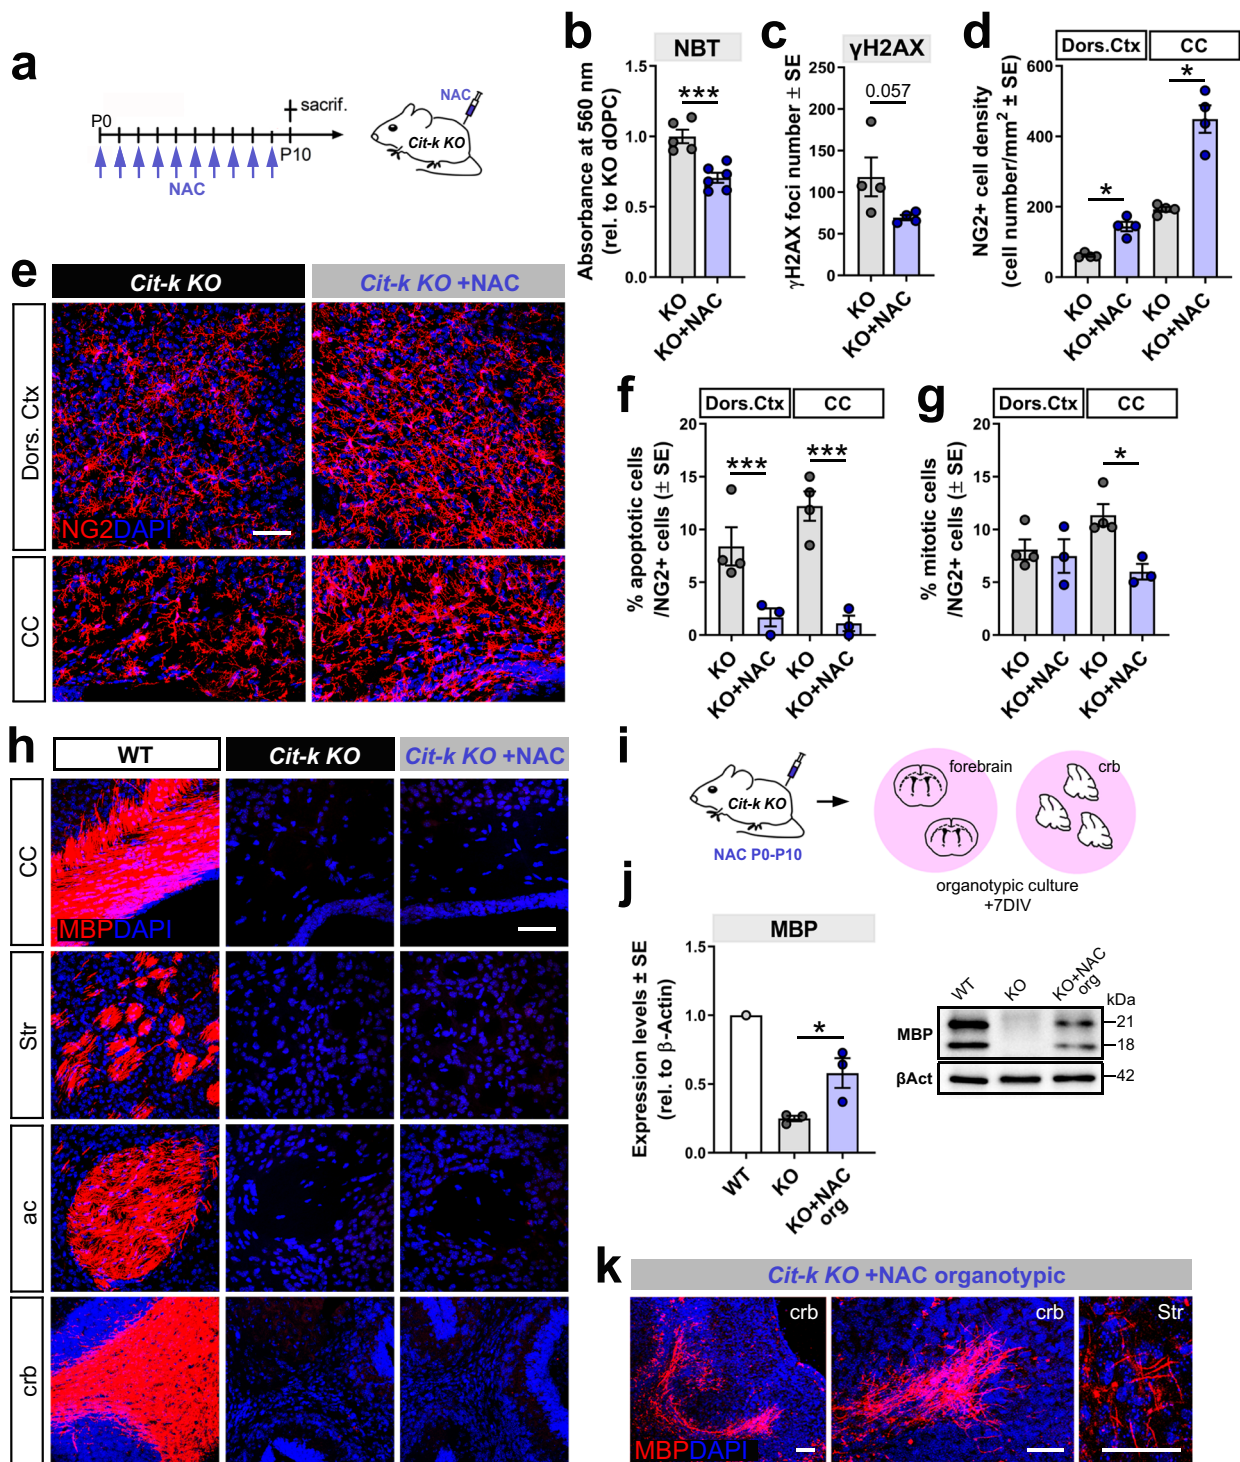 a
P0
sacrif.
P10
NAC
NAC
Cit-k KO
b
NBT
Absorbance at 560 nm
(rel. to KO dOPC)
1.5
1.0
0.5
0.0
***
KO
KO+NAC
c
γH2AX
γH2AX foci number ± SE
250
200
150
100
50
0
0.057
KO
KO+NAC
d
Dors.Ctx
CC
NG2+ cell density
(cell number/mm² ± SE)
600
400
200
0
*
*
KO
KO+NAC
KO
KO+NAC
e
Cit-k KO
Cit-k KO +NAC
Dors. Ctx
NG2DAPI
CC
f
Dors.Ctx
CC
% apoptotic cells
/NG2+ cells (± SE)
20
15
10
5
0
***
***
KO
KO+NAC
KO
KO+NAC
g
Dors.Ctx
CC
% mitotic cells
/NG2+ cells (± SE)
20
15
10
5
0
*
KO
KO+NAC
KO
KO+NAC
h
WT
Cit-k KO
Cit-k KO +NAC
CC
MBPDAPI
Str
ac
crb
i
Cit-k KO
NAC P0-P10
forebrain
crb
organotypic culture
+7DIV
j
MBP
Expression levels ± SE
(rel. to β-Actin)
1.5
1.0
0.5
0.0
*
WT
KO
KO+NAC
org
WT
KO
KO+NAC
org
kDa
MBP
21
18
βAct
42
k
Cit-k KO +NAC organotypic
crb
crb
Str
MBPDAPI